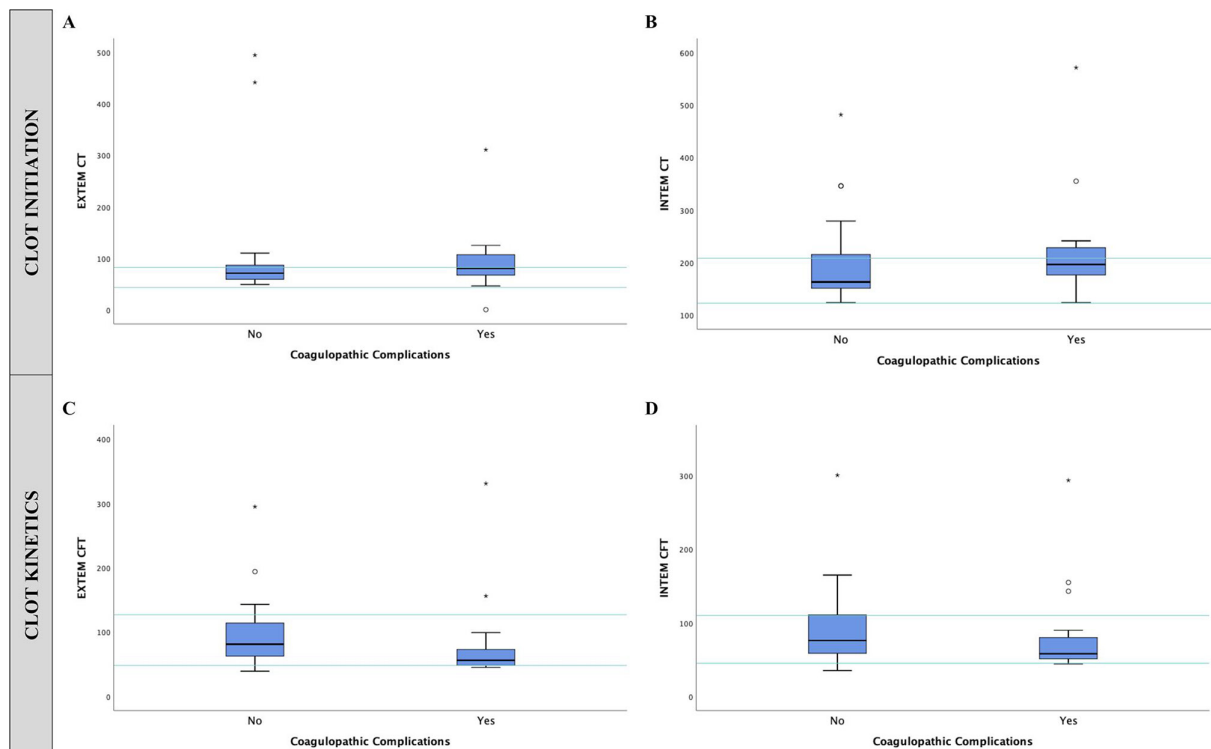 CLOT INITIATION
A
500
400
300
200
100
0
EXTEM CT
No
Yes
Coagulopathic Complications
B
600
500
400
300
200
100
INTEM CT
No
Yes
Coagulopathic Complications
CLOT KINETICS
C
400
300
200
100
0
EXTEM CFT
No
Yes
Coagulopathic Complications
D
300
200
100
0
INTEM CFT
No
Yes
Coagulopathic Complications